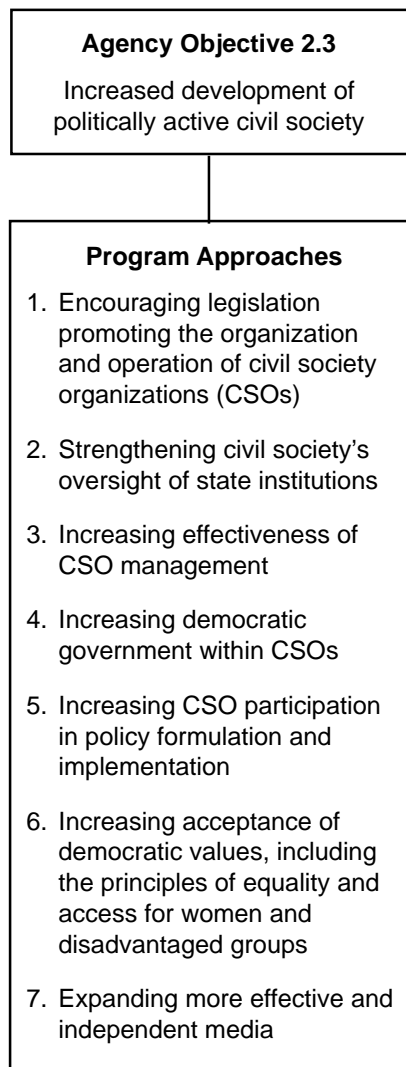 Agency Objective 2.3
Increased development of
politically active civil society
Program Approaches
1. Encouraging legislation
promoting the organization
and operation of civil society
organizations (CSOs)
2. Strengthening civil society’s
oversight of state institutions
3. Increasing effectiveness of
CSO management
4. Increasing democratic
government within CSOs
5. Increasing CSO participation
in policy formulation and
implementation
6. Increasing acceptance of
democratic values, including
the principles of equality and
access for women and
disadvantaged groups
7. Expanding more effective and
independent media